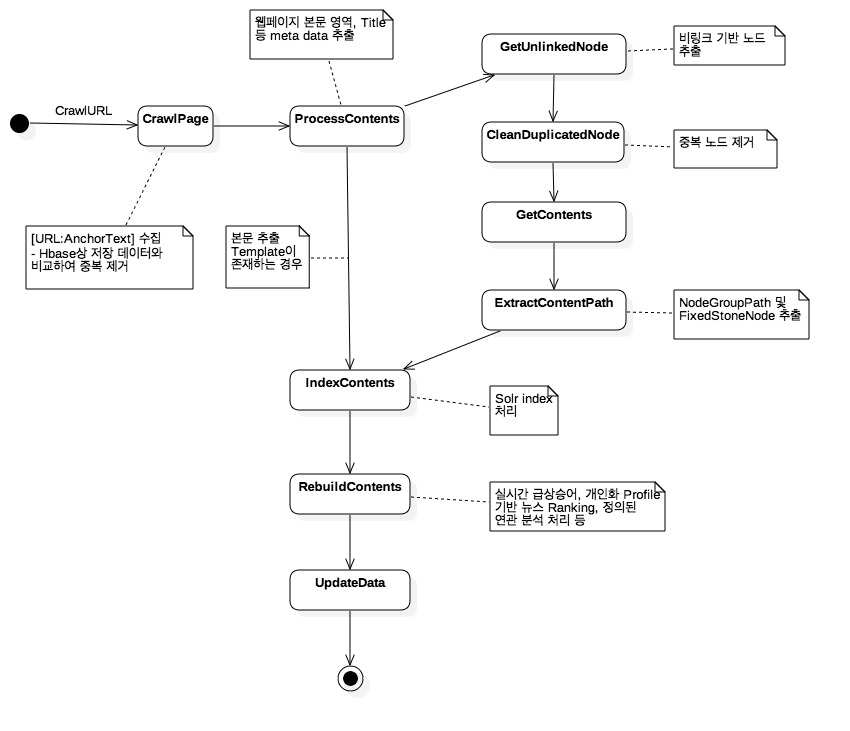 웹페이지 본문 영역, Title
등 meta data 추출
GetUnlinkedNode
비링크 기반 노드
추출
CrawlURL
CrawlPage
ProcessContents
CleanDuplicatedNode
중복 노드 제거
GetContents
[URL:AnchorText] 수집
- Hbase상 저장 데이터와
비교하여 중복 제거
본문 추출
Template이
존재하는 경우
ExtractContentPath
NodeGroupPath 및
FixedStoneNode 추출
IndexContents
Solr index
처리
RebuildContents
실시간 급상승어, 개인화 Profile
기반 뉴스 Ranking, 정의된
연관 분석 처리 등
UpdateData